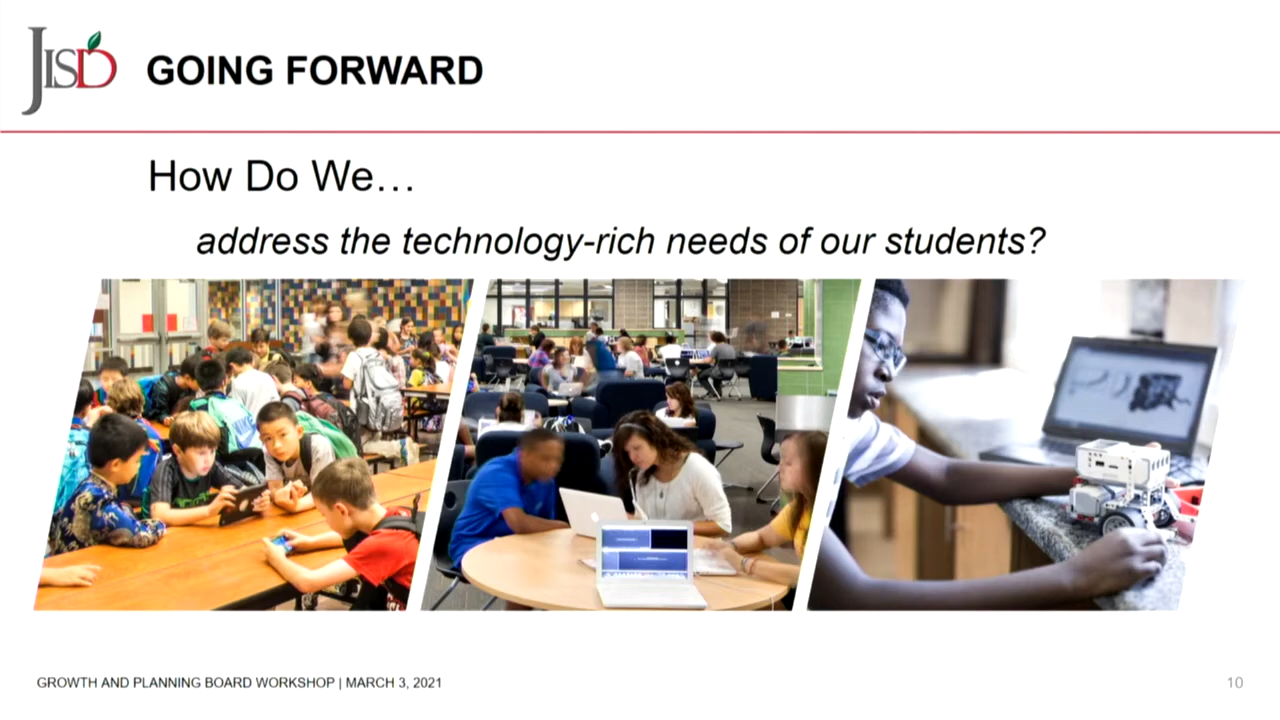 JISD
GOING FORWARD
How Do We…
address the technology-rich needs of our students?
NIKE
GROWTH AND PLANNING BOARD WORKSHOP | MARCH 3, 2021
10